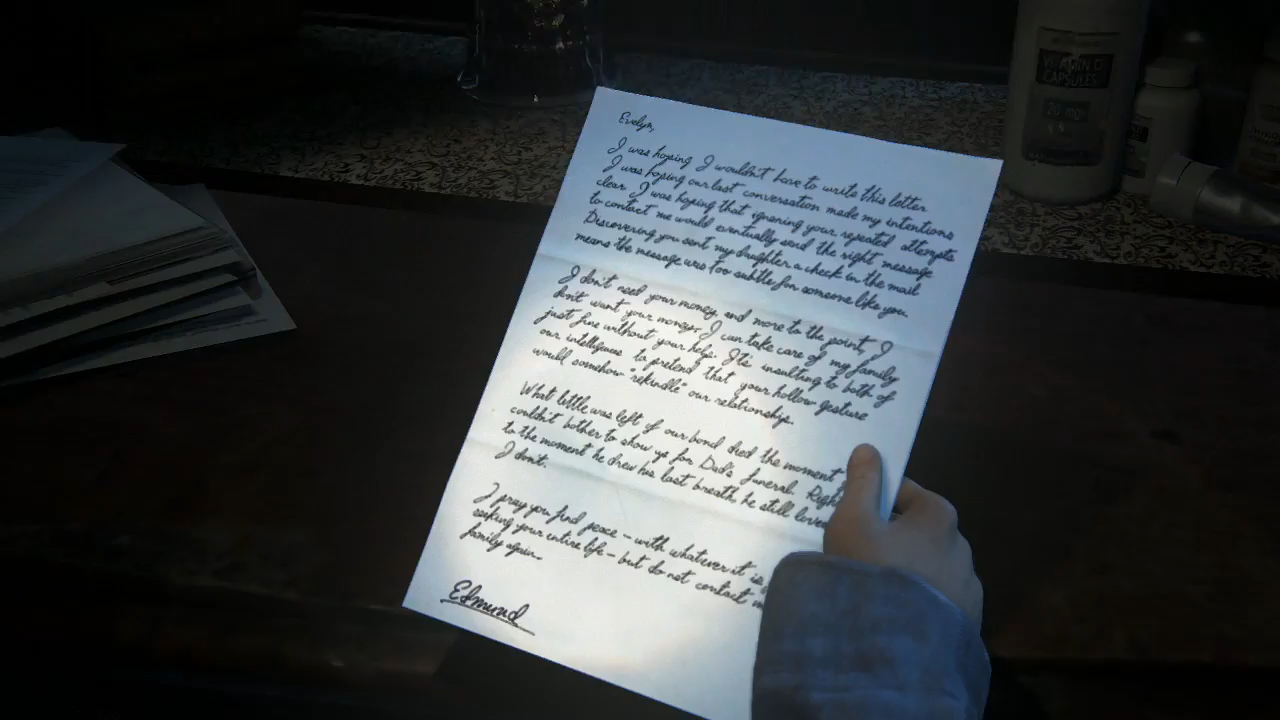 Evelyn,
I was hoping I wouldn't have to write this letter.
I was hoping our last conversation made my intentions
clear. I was hoping that ignoring your repeated attempts
to contact me would eventually send the right message.
Discovering you sent my daughter a check in the mail
means the message was too subtle for someone like you.
I don't need your money, and more to the point, I
don't want your money. I can take care of my family
just fine without your help. It's insulting to both of
our intelligences to pretend that your hollow gesture
would somehow "rekindle" our relationship.
What little was left of our bond died the moment
couldn't bother to show up for Dad's funeral. Right
to the moment he drew his last breath, he still loved
I don't.
I pray you find peace - with whatever it is
seeking your entire life - but do not contact
family again.
Edmund
VITAMIN C
CAPSULES